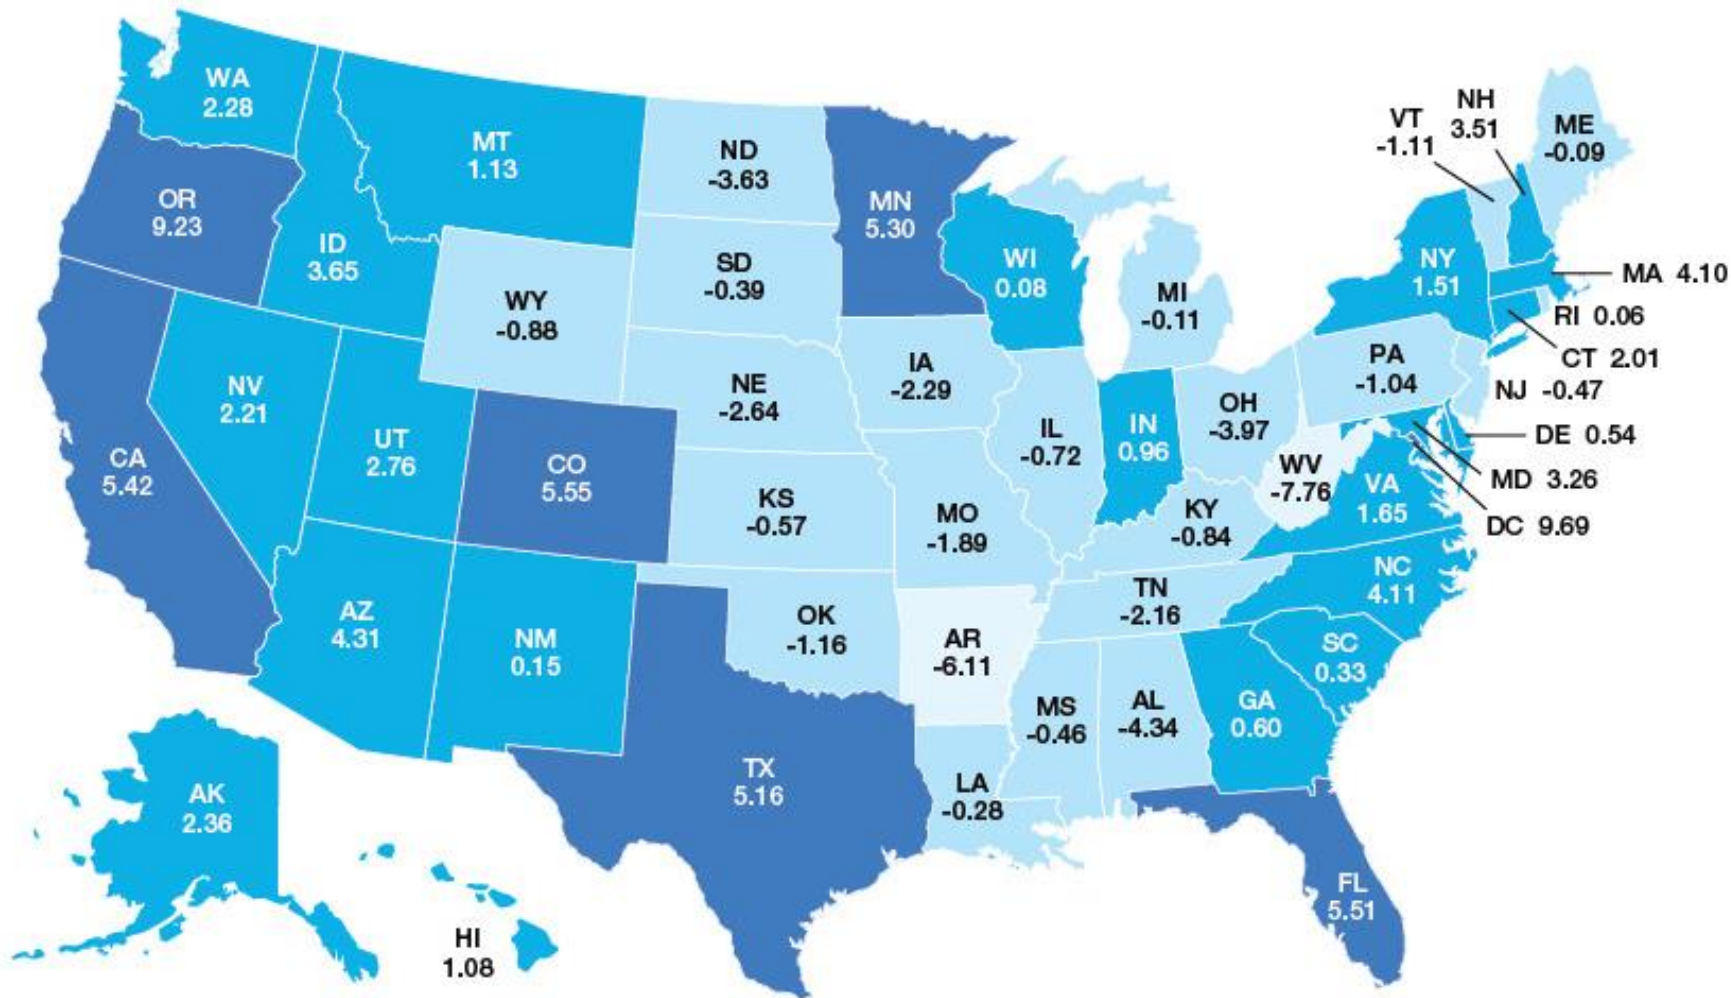 WA
2.28
MT
1.13
ND
-3.63
MN
5.30
VT
-1.11
NH
3.51
ME
-0.09
OR
9.23
ID
3.65
SD
-0.39
WI
0.08
MI
-0.11
NY
1.51
MA 4.10
WY
-0.88
RI 0.06
CT 2.01
NV
2.21
NE
-2.64
IA
-2.29
PA
-1.04
NJ -0.47
UT
2.76
CO
5.55
IL
-0.72
IN
0.96
OH
-3.97
DE 0.54
CA
5.42
WV
-7.76
MD 3.26
VA
1.65
DC 9.69
KS
-0.57
MO
-1.89
KY
-0.84
NC
4.11
AZ
4.31
NM
0.15
OK
-1.16
AR
-6.11
TN
-2.16
SC
0.33
MS
-0.46
AL
-4.34
GA
0.60
TX
5.16
LA
-0.28
AK
2.36
HI
1.08
FL
5.51